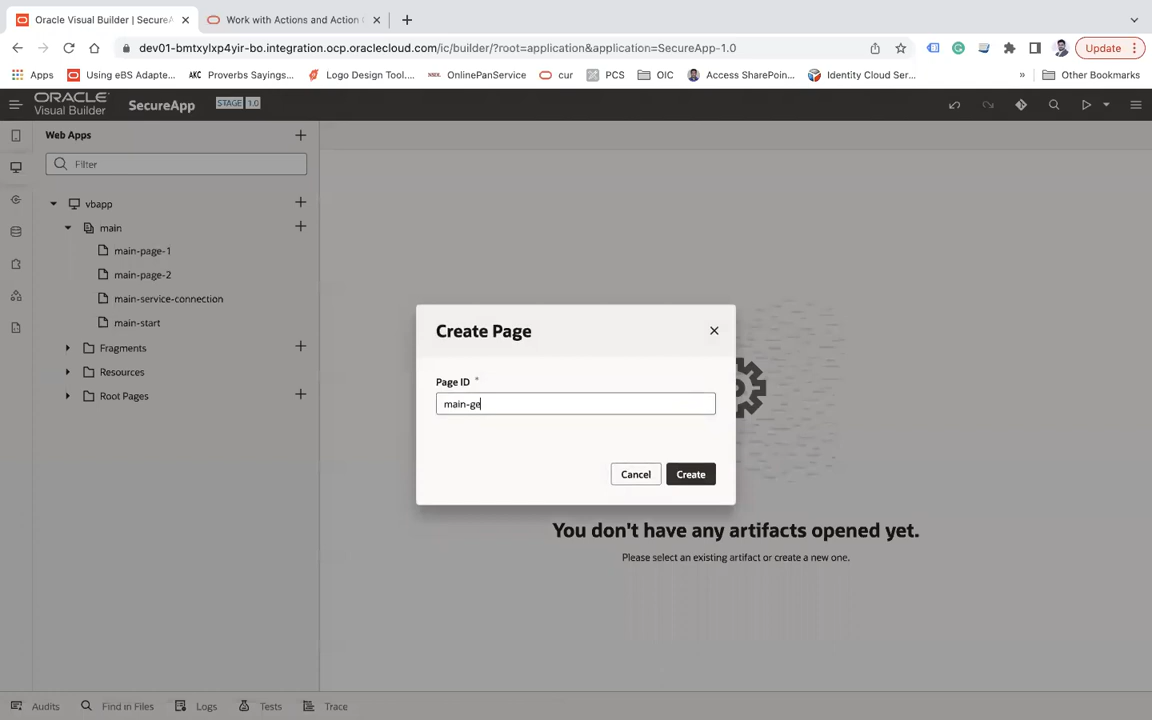 Oracle Visual Builder | SecureA
Work with Actions and Action
Update
dev01-bmtxylxp4yir-bo.integration.ocp.oraclecloud.com/ic/builder/?root=application&application=SecureApp-1.0
Apps
Using eBS Adapte...
AKC
Proverbs Sayings...
Logo Design Tool....
OnlinePanService
cur
PCS
OIC
Access SharePoin...
Identity Cloud Ser...
»
Other Bookmarks
ORACLE
Visual Builder
SecureApp
STAGE 1.0
Web Apps
Filter
vbapp
main
main-page-1
main-page-2
main-service-connection
main-start
Fragments
Resources
Root Pages
Create Page
Page ID *
main-ge
Cancel
Create
You don't have any artifacts opened yet.
Please select an existing artifact or create a new one.
Audits
Find in Files
Logs
Tests
Trace